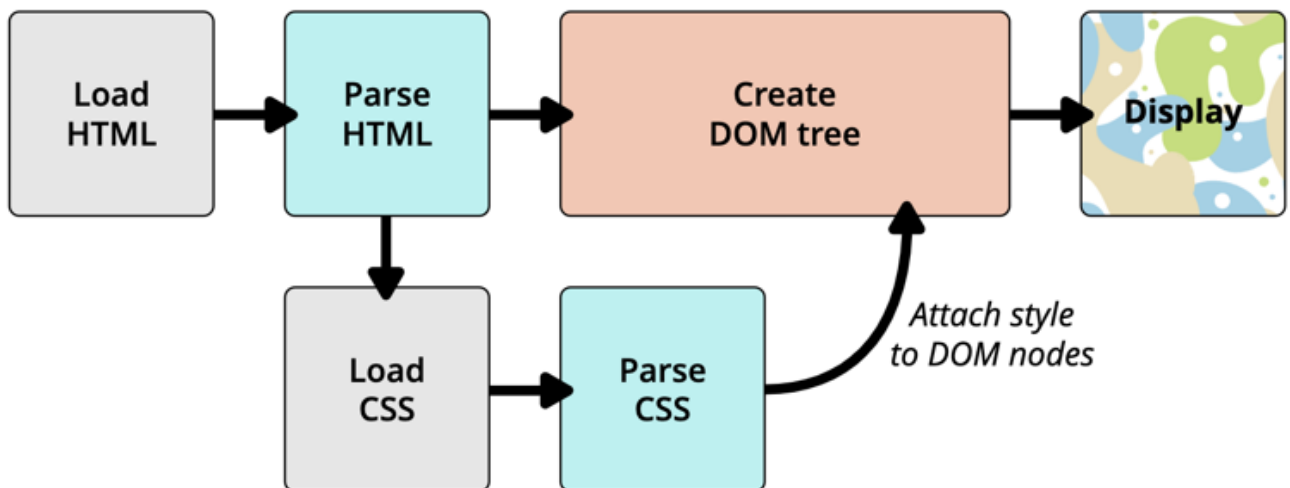 Load
HTML
Parse
HTML
Create
DOM tree
Display
Load
CSS
Parse
CSS
Attach style
to DOM nodes